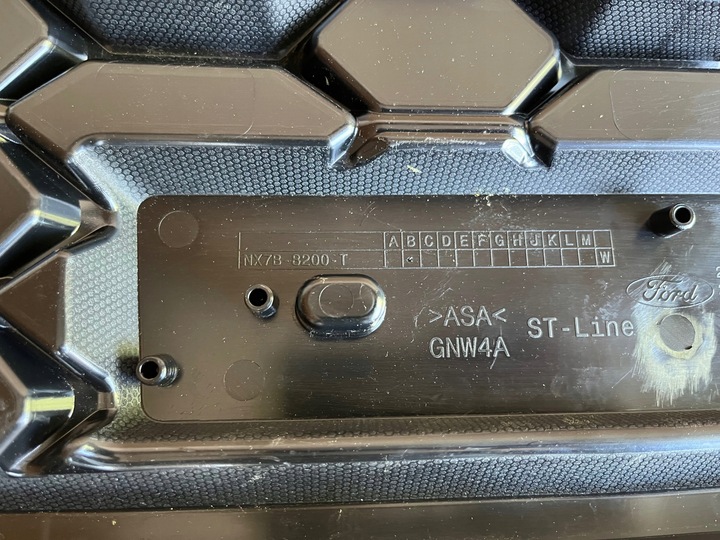 A B C D E F G H J K L M
NX7B-8200-T
W
Ford
>ASA<
ST-Line
GNW4A